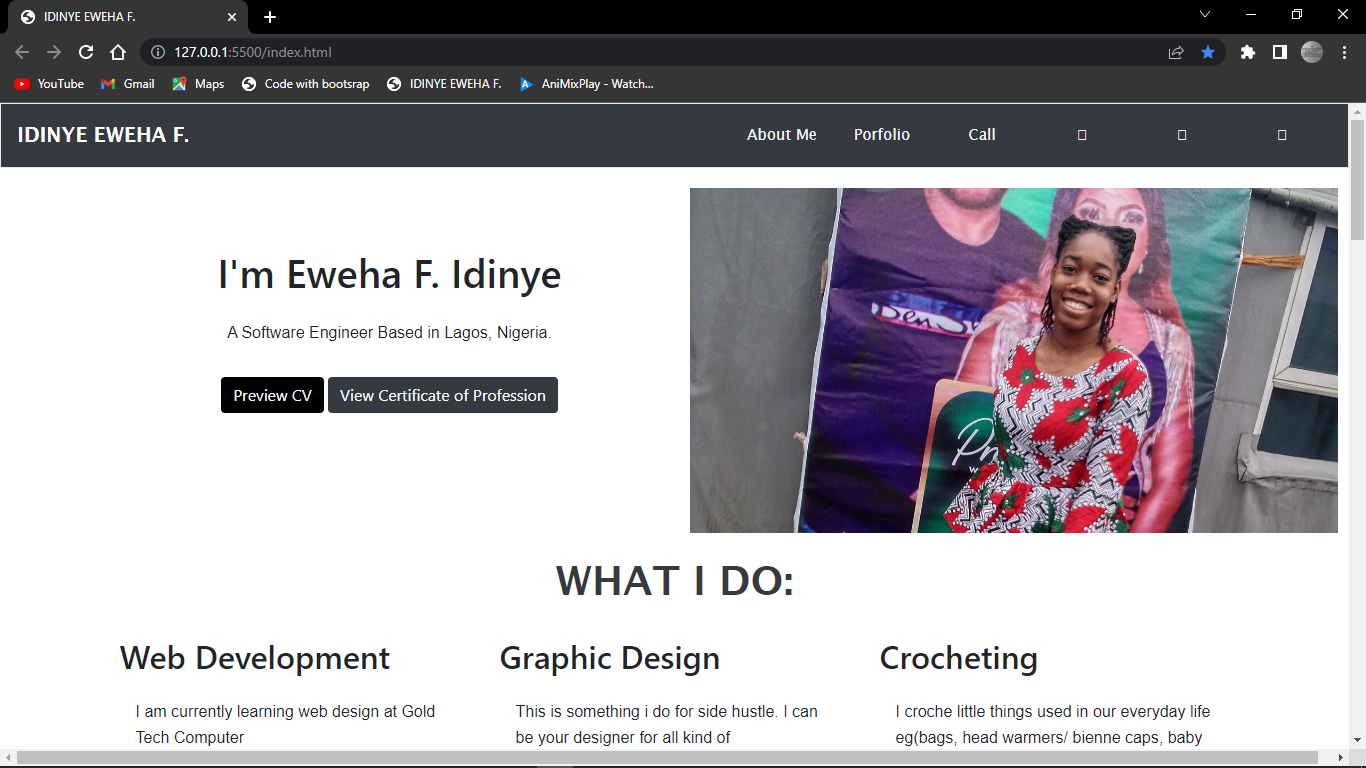 IDINYE EWEHA F.
127.0.0.1:5500/index.html
YouTube Gmail Maps Code with bootsrap IDINYE EWEHA F. AniMixPlay - Watch...
IDINYE EWEHA F. About Me Porfolio Call
I'm Eweha F. Idinye
A Software Engineer Based in Lagos, Nigeria.
Preview CV View Certificate of Profession
WHAT I DO:
Web Development
I am currently learning web design at Gold
Tech Computer
Graphic Design
This is something i do for side hustle. I can
be your designer for all kind of
Crocheting
I croche little things used in our everyday life
eg(bags, head warmers/ bienne caps, baby